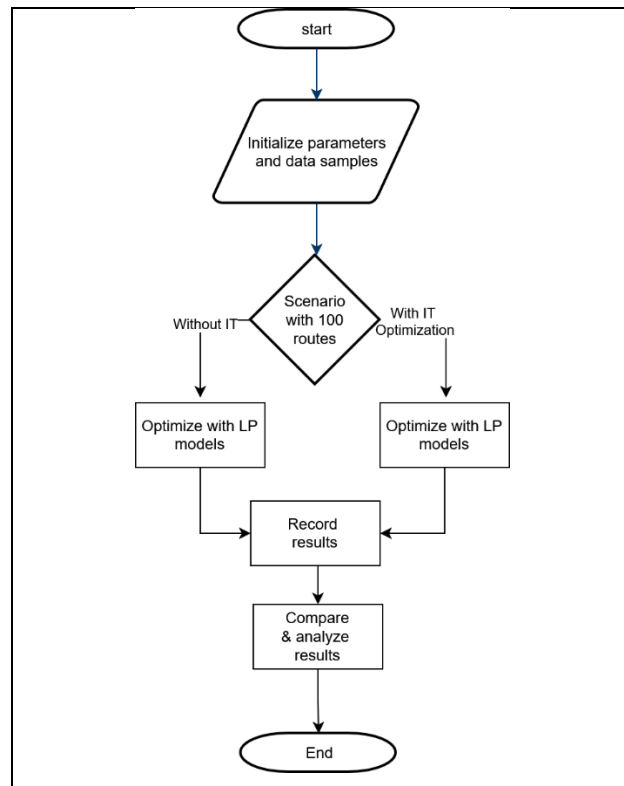 start
Initialize parameters
and data samples
Scenario
with 100
routes
Without IT
With IT
Optimization
Optimize with LP
models
Optimize with LP
models
Record
results
Compare
& analyze
results
End